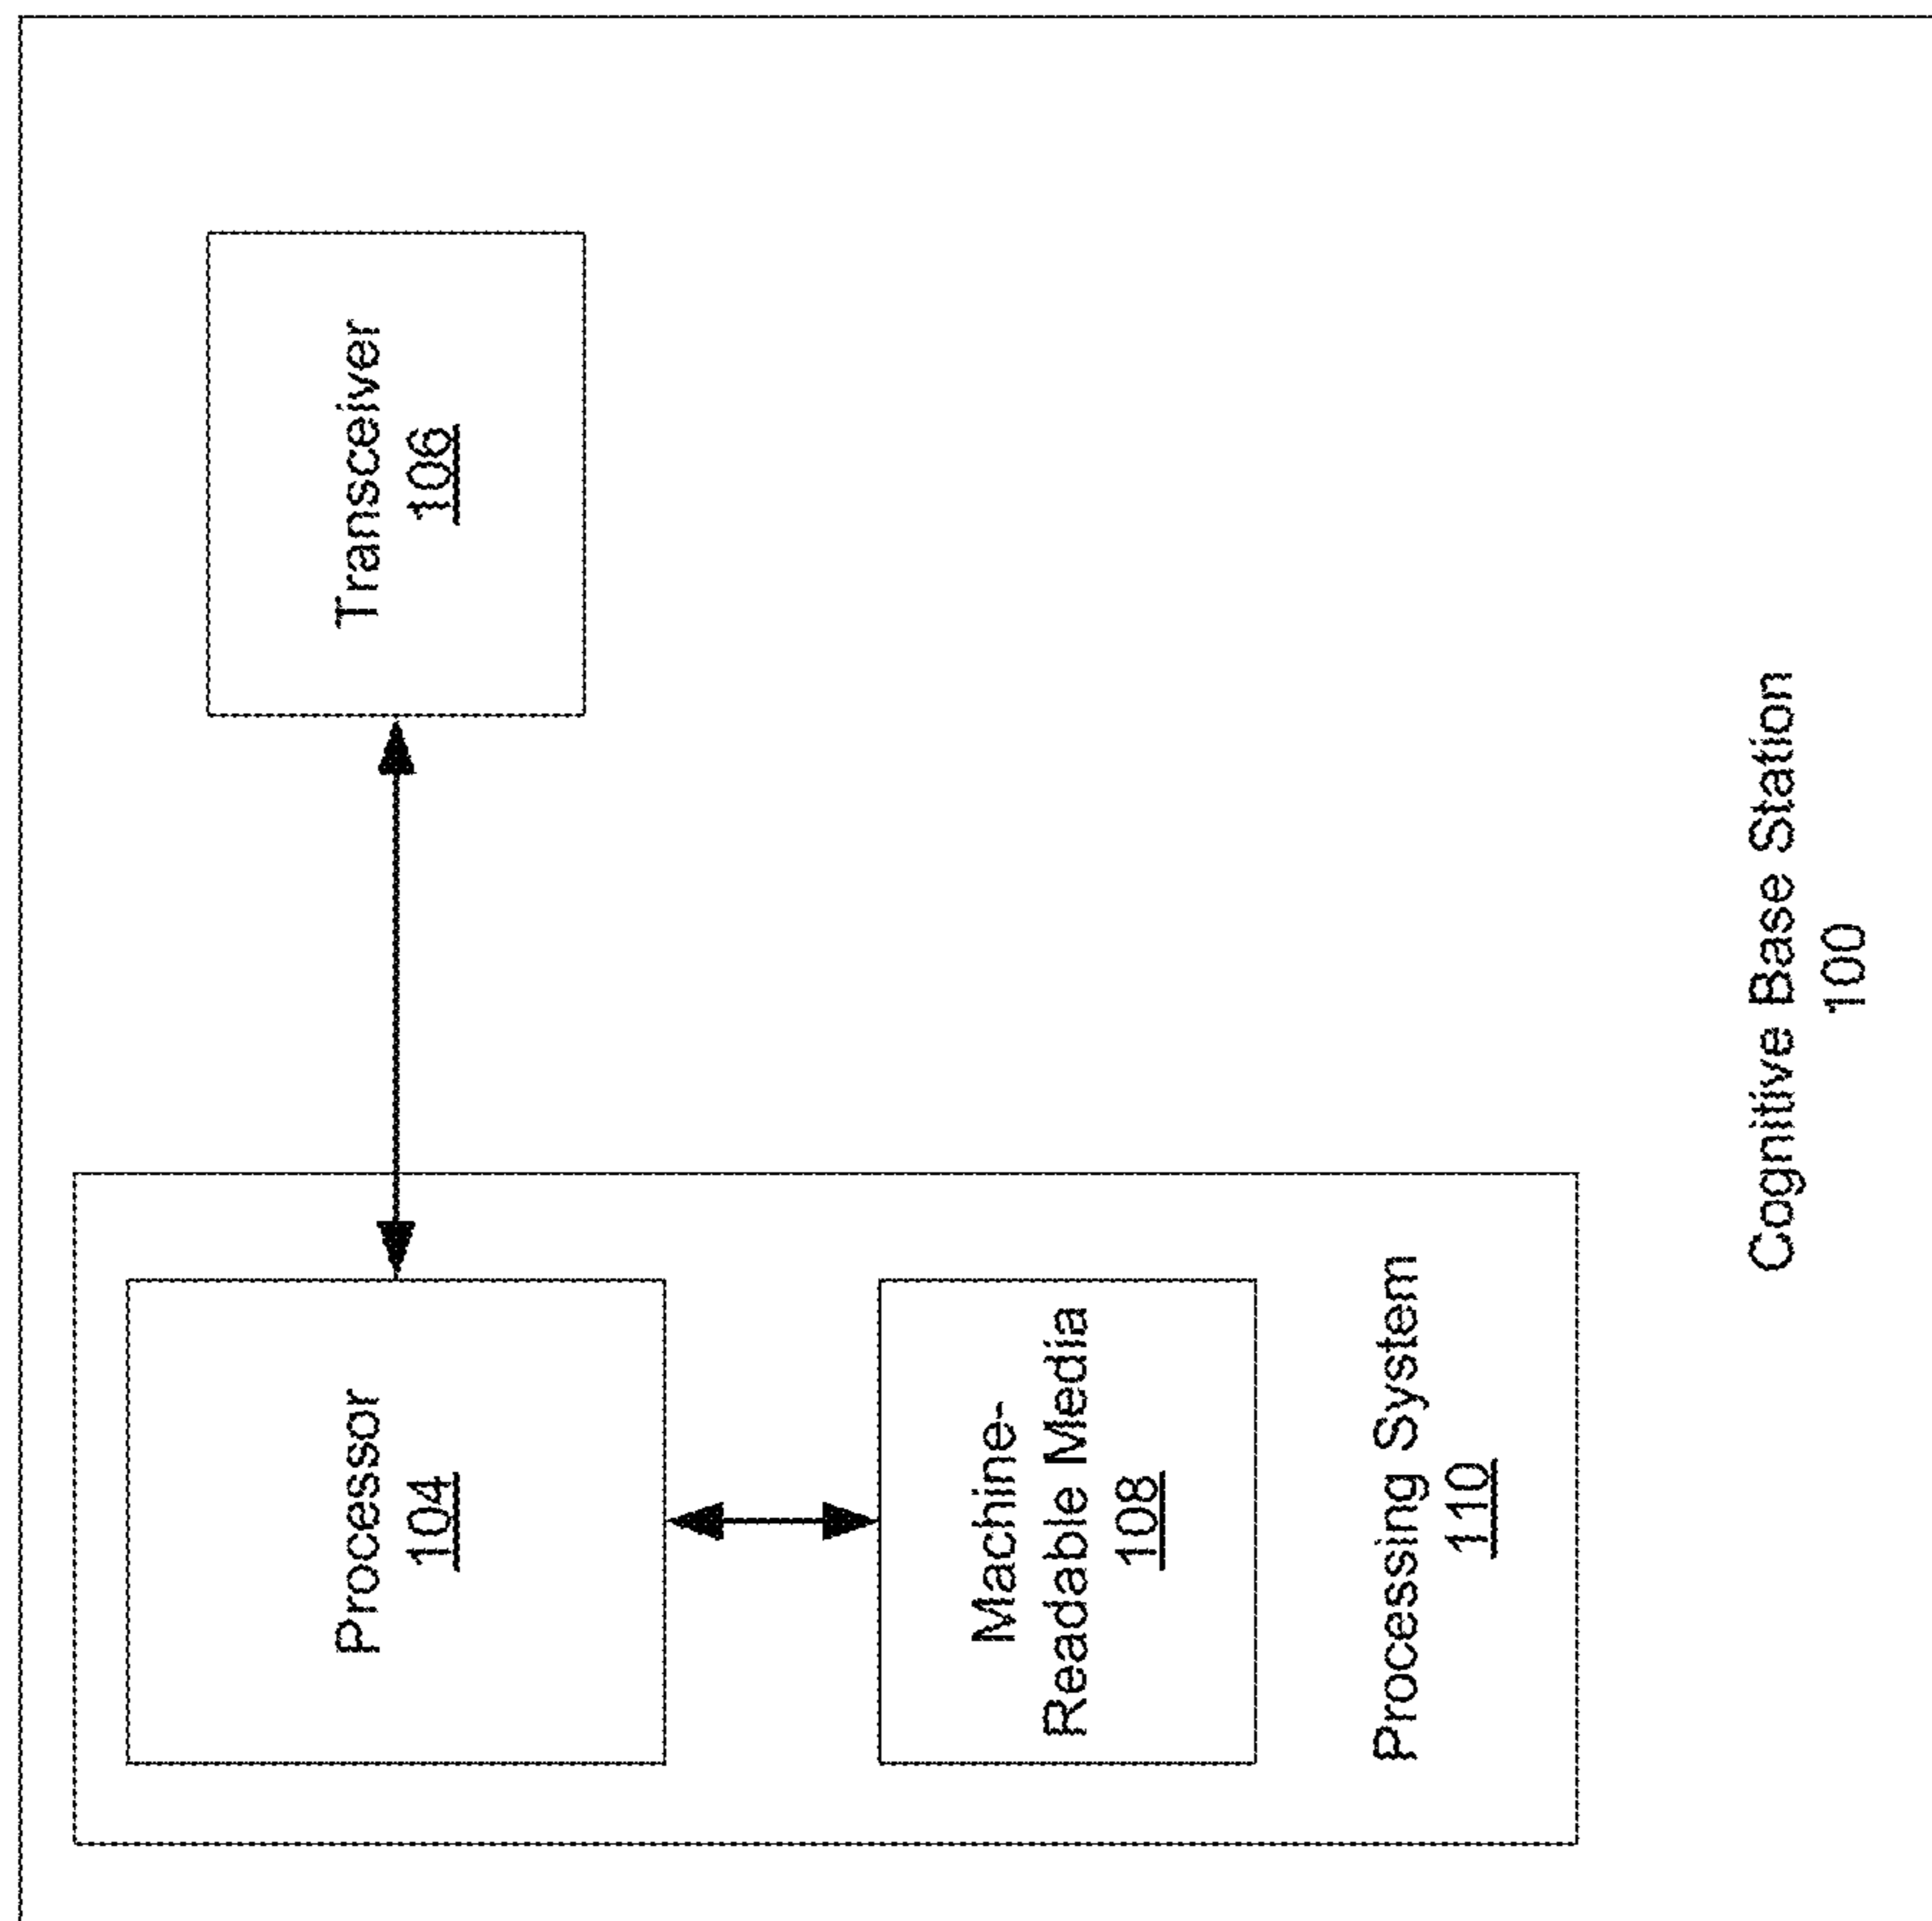 Processor
104
Transceiver
106
Machine-
Readable Media
108
Processing System
110
Cognitive Base Station
100